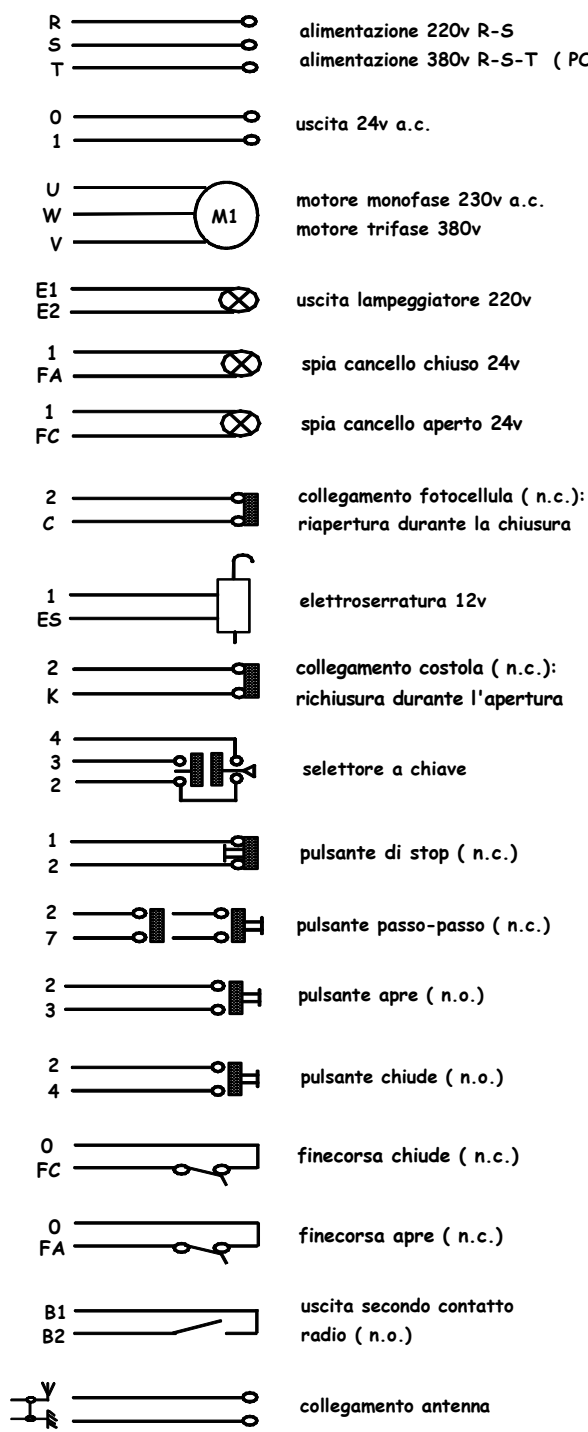 R
S
T
alimentazione 220v R-S
alimentazione 380v R-S-T ( PO
0
1
uscita 24v a.c.
U
W
V
M1
motore monofase 230v a.c.
motore trifase 380v
E1
E2
uscita lampeggiatore 220v
1
FA
spia cancello chiuso 24v
1
FC
spia cancello aperto 24v
2
C
collegamento fotocellula ( n.c.):
riapertura durante la chiusura
1
ES
elettroserratura 12v
2
K
collegamento costola ( n.c.):
richiusura durante l'apertura
4
3
2
selettore a chiave
1
2
pulsante di stop ( n.c.)
2
7
pulsante passo-passo ( n.c.)
2
3
pulsante apre ( n.o.)
2
4
pulsante chiude ( n.o.)
0
FC
finecorsa chiude ( n.c.)
0
FA
finecorsa apre ( n.c.)
B1
B2
uscita secondo contatto
radio ( n.o.)
collegamento antenna